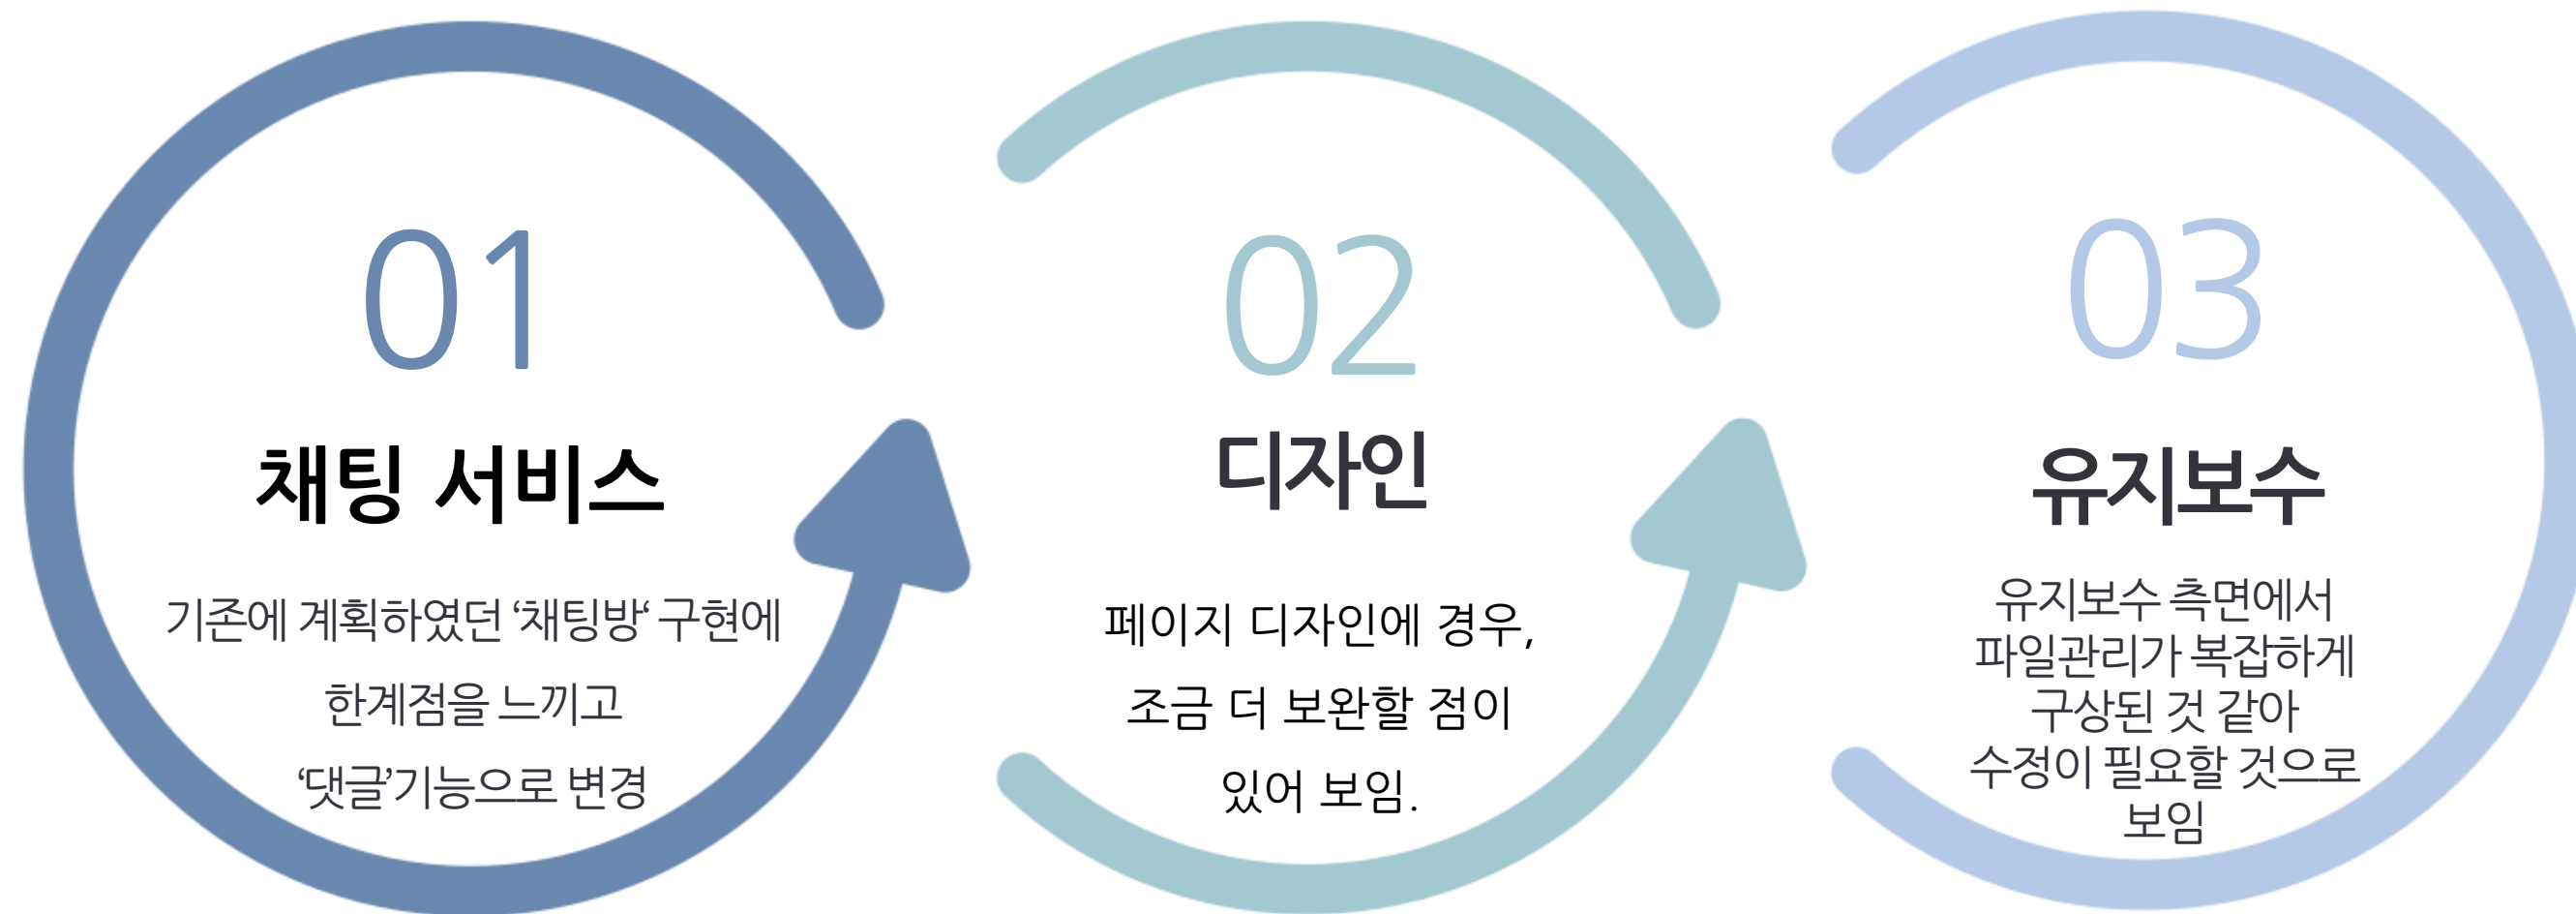 01
채팅 서비스
기존에 계획하였던 ‘채팅방‘ 구현에
한계점을 느끼고
‘댓글’기능으로 변경
02
디자인
페이지 디자인에 경우,
조금 더 보완할 점이
있어 보임.
03
유지보수
유지보수 측면에서
파일관리가 복잡하게
구상된 것 같아
수정이 필요할 것으로
보임